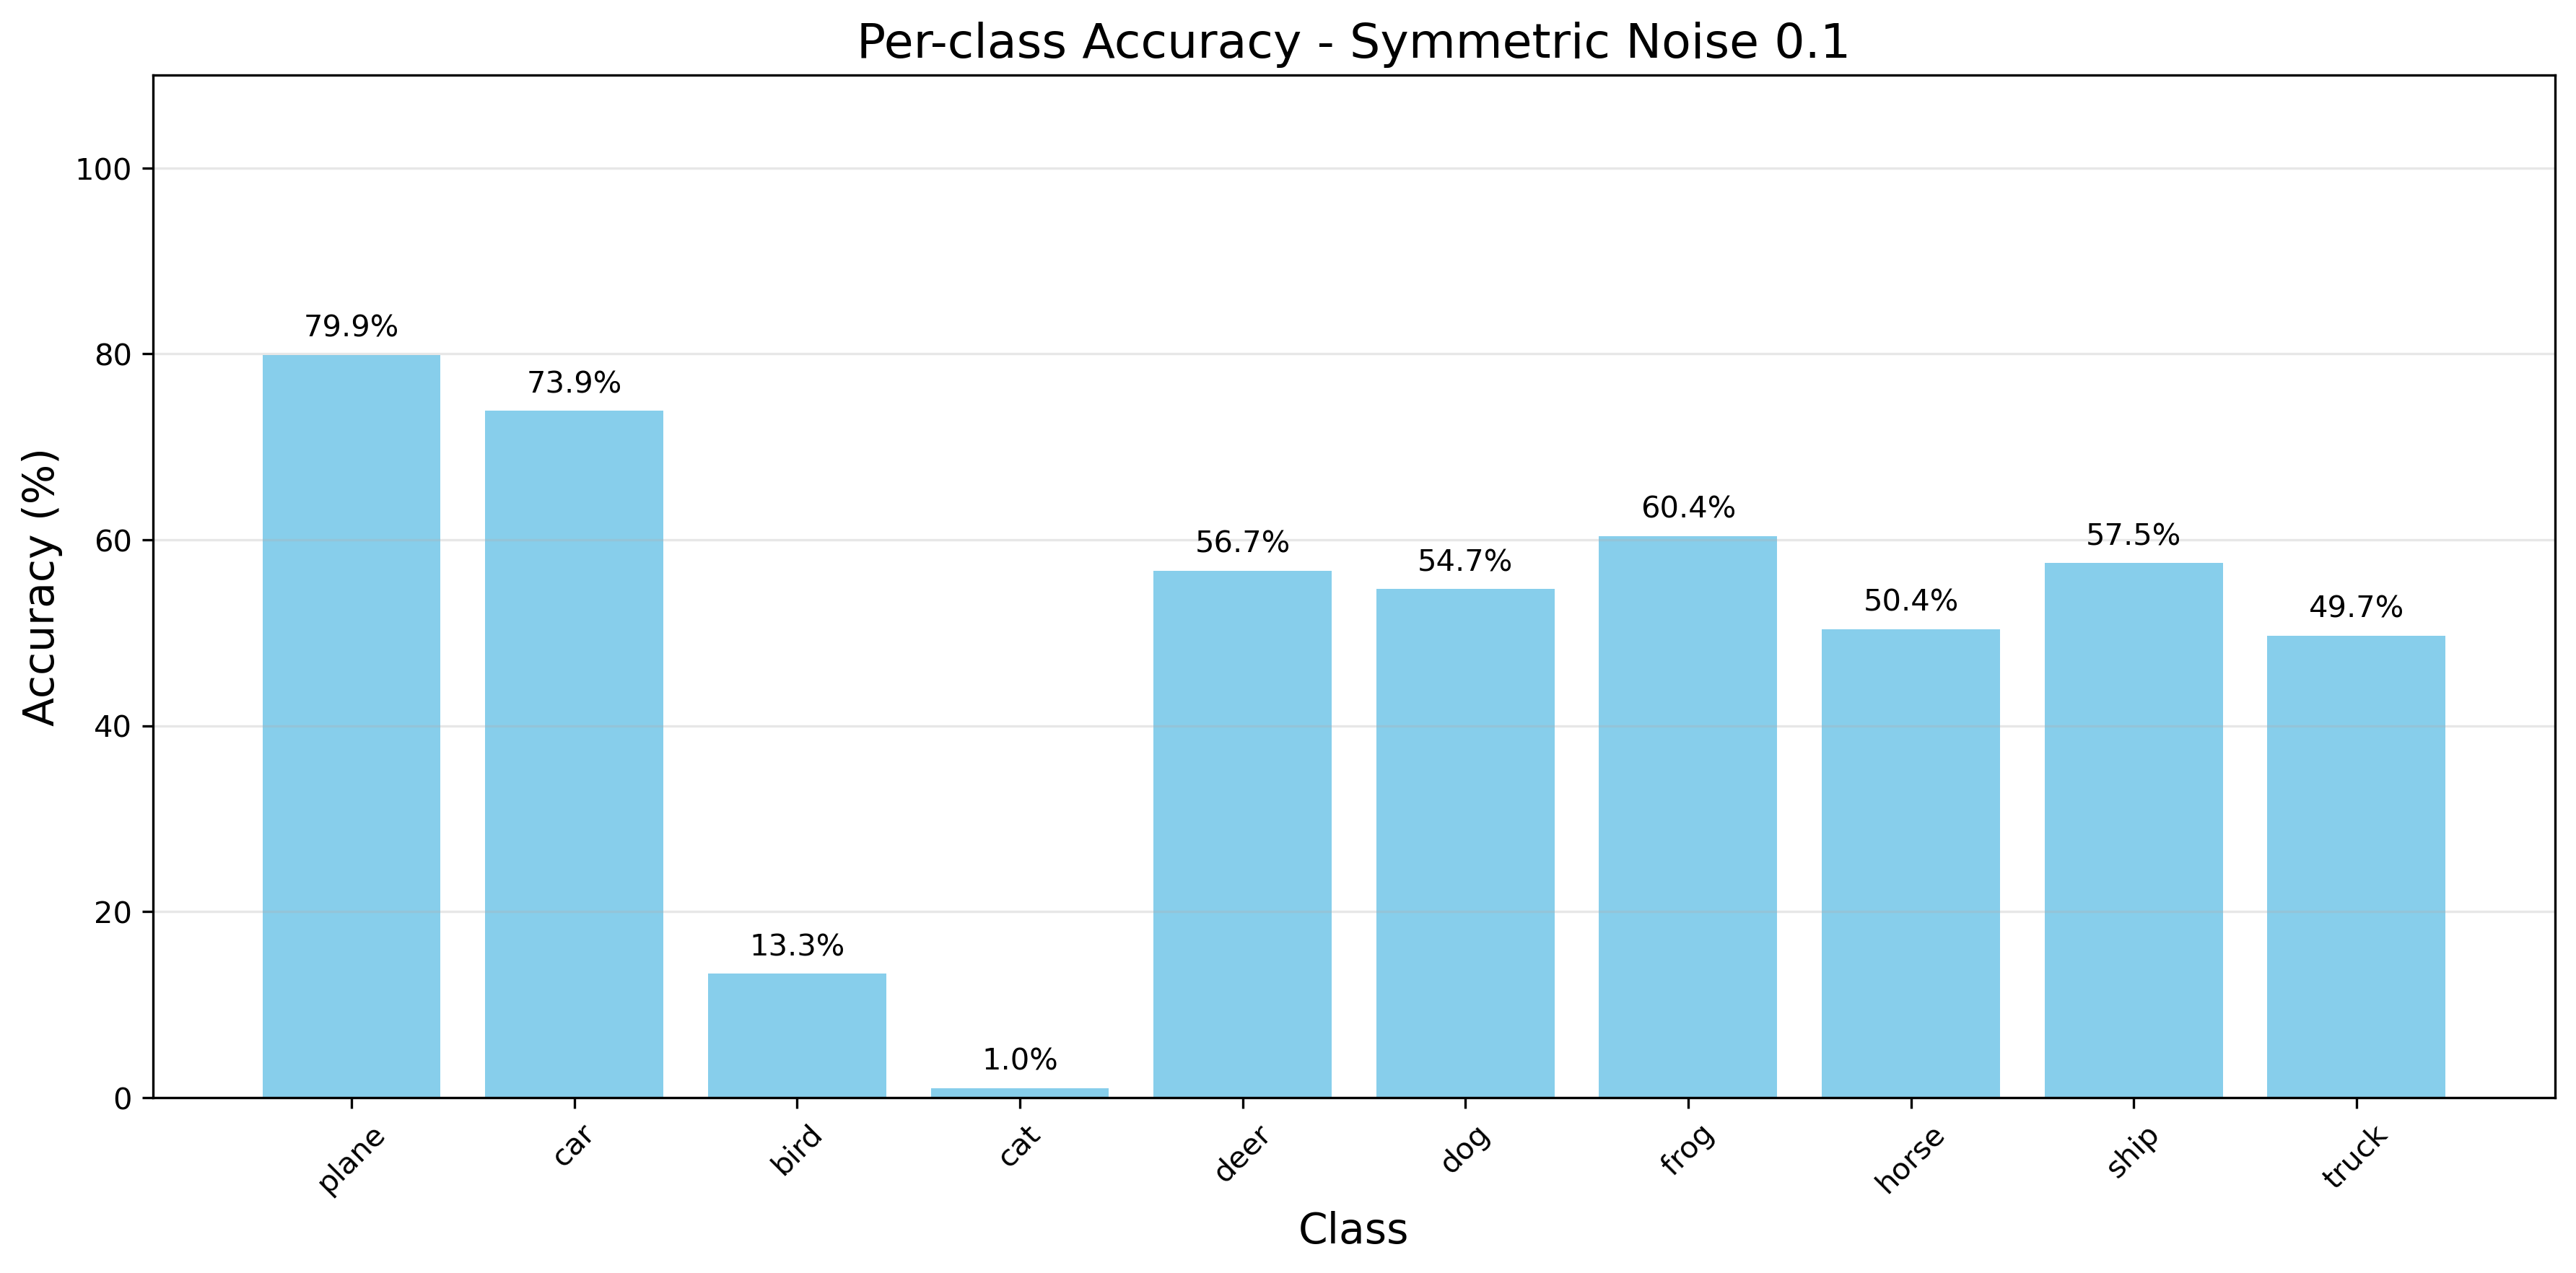 Per-class Accuracy - Symmetric Noise 0.1
Accuracy (%)
100
80
60
40
20
0
79.9%
73.9%
13.3%
1.0%
56.7%
54.7%
60.4%
50.4%
57.5%
49.7%
plane
car
bird
cat
deer
dog
frog
horse
ship
truck
Class